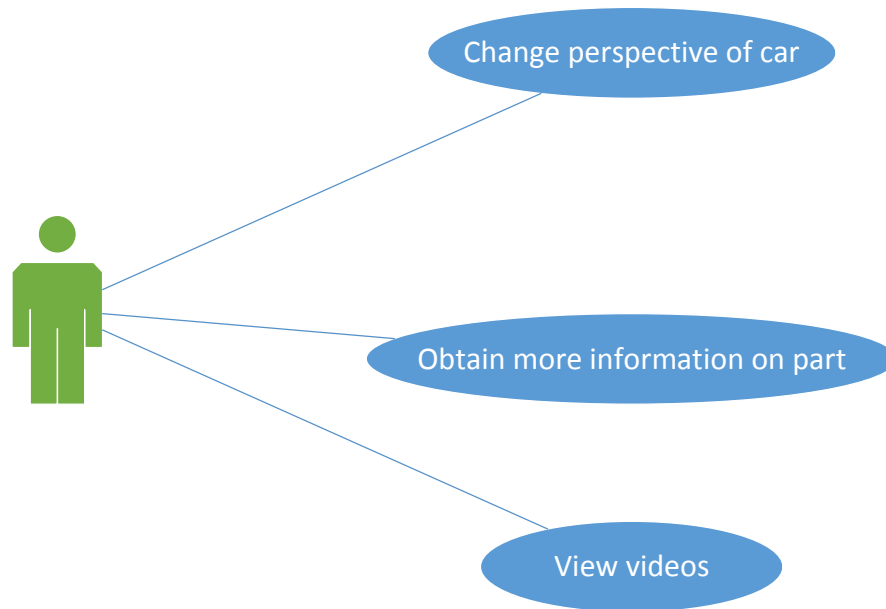 Change perspective of car
Obtain more information on part
View videos